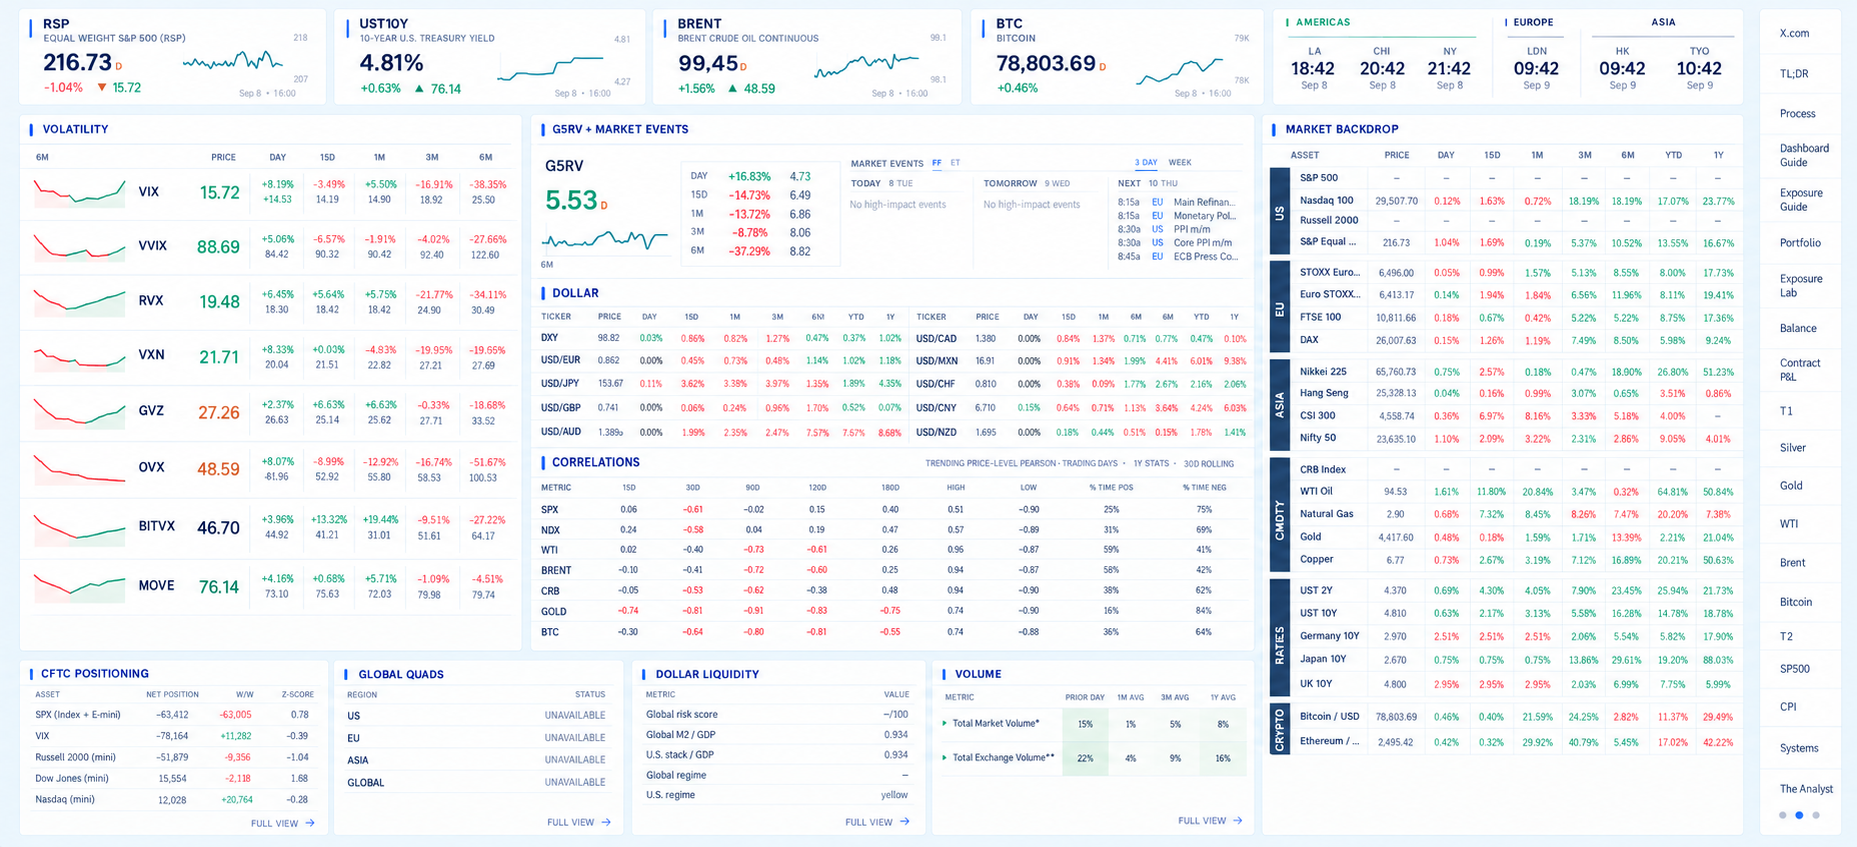 RSP
EQUAL WEIGHT S&P 500 (RSP) 218
216.73 D
207
-1.04% ▼ 15.72 Sep 8 • 16:00
UST10Y
10-YEAR U.S. TREASURY YIELD 4.81
4.81%
4.27
+0.63% ▲ 76.14 Sep 8 • 16:00
BRENT
BRENT CRUDE OIL CONTINUOUS 99.1
99,45 D
98.1
+1.56% ▲ 48.59 Sep 8 • 16:00
BTC
BITCOIN 79K
78,803.69 D
78K
+0.46% Sep 8 • 16:00
AMERICAS EUROPE ASIA
LA CHI NY LDN HK TYO
18:42 20:42 21:42 09:42 09:42 10:42
Sep 8 Sep 8 Sep 8 Sep 9 Sep 9 Sep 9
VOLATILITY
6M PRICE DAY 15D 1M 3M 6M
VIX 15.72 +8.19% -3.49% +5.50% -16.91% -38.35%
+14.53 14.19 14.90 18.92 25.50
VVIX 88.69 +5.06% -6.57% -1.91% -4.02% -27.66%
84.42 90.32 90.42 92.40 122.60
RVX 19.48 +6.45% +5.64% +5.75% -21.77% -34.11%
18.30 18.42 18.42 24.90 30.49
VXN 21.71 +8.33% +0.03% -4.93% -19.95% -19.65%
20.04 21.51 22.82 27.21 27.69
GVZ 27.26 +2.37% +6.63% +6.63% -0.33% -18.68%
26.63 25.14 25.62 27.71 33.52
OVX 48.59 +8.07% -8.99% -12.92% -16.74% -51.67%
52.92 55.80 58.53 100.53
BITVX 46.70 +3.96% +13.32% +19.44% -9.51% -27.22%
44.92 41.21 31.01 51.61 64.17
MOVE 76.14 +4.16% +0.68% +5.71% -1.09% -4.51%
73.10 75.63 72.03 79.98 79.74
G5RV + MARKET EVENTS
G5RV
5.53 D
6M
DAY +16.83% 4.73
15D -14.73% 6.49
1M -13.72% 6.86
3M -8.78% 8.06
6M -37.29% 8.82
MARKET EVENTS FF ET 3 DAY WEEK
TODAY 8 TUE TOMORROW 9 WED NEXT 10 THU
No high-impact events No high-impact events
8:15a EU Main Refinan...
8:15a EU Monetary Pol...
8:30a US PPI m/m
8:30a US Core PPI m/m
8:45a EU ECB Press Co...
DOLLAR
TICKER PRICE DAY 15D 1M 3M 6M YTD 1Y
DXY 98.82 0.03% 0.86% 0.82% 1.27% 0.47% 0.37% 1.02%
USD/EUR 0.862 0.00% 0.45% 0.73% 0.48% 1.14% 1.02% 1.18%
USD/JPY 153.67 0.11% 3.62% 3.38% 3.97% 1.35% 1.89% 4.35%
USD/GBP 0.741 0.00% 0.06% 0.24% 0.96% 1.70% 0.52% 0.07%
USD/AUD 0.00% 1.99% 2.35% 2.47% 7.57% 7.67% 8.68%
TICKER PRICE DAY 15D 1M 6M 6M YTD 1Y
USD/CAD 1.380 0.00% 0.84% 1.37% 0.71% 0.77% 0.47% 0.10%
USD/MXN 16.91 0.00% 0.91% 1.34% 1.99% 4.41% 6.01% 9.38%
USD/CHF 0.810 0.00% 0.38% 0.09% 1.77% 2.67% 2.16% 2.06%
USD/CNY 6.710 0.15% 0.64% 0.71% 1.13% 3.64% 4.24% 6.03%
USD/NZD 1.695 0.00% 0.18% 0.44% 0.51% 0.15% 1.78% 1.41%
CORRELATIONS TRENDING PRICE-LEVEL PEARSON · TRADING DAYS · 1Y STATS · 30D ROLLING
METRIC 15D 30D 90D 120D 180D HIGH LOW % TIME POS % TIME NEG
SPX 0.06 -0.61 -0.02 0.15 0.40 0.51 -0.90 25% 75%
NDX 0.24 -0.58 0.04 0.19 0.47 0.57 -0.89 31% 69%
WTI 0.02 -0.40 -0.73 -0.61 0.26 0.96 -0.87 59% 41%
BRENT -0.10 -0.41 -0.72 -0.60 0.25 0.94 -0.87 58% 42%
CRB -0.05 -0.53 -0.62 -0.38 0.48 0.94 -0.90 38% 62%
GOLD -0.74 -0.81 -0.91 -0.83 -0.75 0.74 -0.90 16% 84%
BTC -0.30 -0.64 -0.80 -0.81 -0.55 0.74 -0.88 36% 64%
MARKET BACKDROP
ASSET PRICE DAY 15D 1M 3M 6M YTD 1Y
US
S&P 500 – – – – – – – –
Nasdaq 100 29,507.70 0.12% 1.63% 0.72% 18.19% 18.19% 17.07% 23.77%
Russell 2000 – – – – – – – –
S&P Equal ... 216.73 1.04% 1.69% 0.19% 5.37% 10.52% 13.55% 16.67%
EU
STOXX Euro... 6,496.00 0.05% 0.99% 1.57% 5.13% 8.55% 8.00% 17.73%
Euro STOXX... 6,413.17 0.14% 1.94% 1.84% 6.56% 11.96% 8.11% 19.41%
FTSE 100 10,811.66 0.18% 0.67% 0.42% 5.22% 5.22% 8.75% 17.36%
DAX 26,007.63 0.15% 1.26% 1.19% 7.49% 8.50% 5.98% 9.24%
ASIA
Nikkei 225 65,760.73 0.75% 2.57% 0.18% 0.47% 18.90% 26.80% 51.23%
Hang Seng 25,328.13 0.04% 0.16% 0.99% 3.07% 0.65% 3.51% 0.86%
CSI 300 4,558.74 0.36% 6.97% 8.16% 3.33% 5.18% 4.00% –
Nifty 50 23,635.10 1.10% 2.09% 3.22% 2.31% 2.86% 9.05% 4.01%
CMDTY
CRB Index – – – – – – – –
WTI Oil 94.53 1.61% 11.80% 20.84% 3.47% 0.32% 64.81% 50.84%
Natural Gas 2.90 0.68% 7.32% 8.45% 8.26% 7.47% 20.20% 7.38%
Gold 4,417.60 0.48% 0.18% 1.59% 1.71% 13.39% 2.21% 21.04%
Copper 6.77 0.73% 2.67% 3.19% 7.12% 16.89% 20.21% 50.63%
RATIES
UST 2Y 4.370 0.69% 4.30% 4.05% 7.90% 23.45% 25.94% 21.73%
UST 10Y 4.810 0.63% 2.17% 3.13% 5.58% 16.28% 14.78% 18.78%
Germany 10Y 2.970 2.51% 2.51% 2.51% 2.06% 5.54% 5.82% 17.90%
Japan 10Y 2.670 0.75% 0.75% 0.75% 13.86% 29.61% 19.20% 88.03%
UK 10Y 4.800 2.95% 2.95% 2.95% 2.03% 6.99% 7.75% 5.99%
CRYPTO
Bitcoin / USD 78,803.69 0.46% 0.40% 21.59% 24.25% 2.82% 11.37% 29.49%
Ethereum / ... 2,495.42 0.42% 0.32% 29.92% 40.79% 5.45% 17.02% 42.22%
CFTC POSITIONING
ASSET NET POSITION W/W Z-SCORE
SPX (Index + E-mini) -63,412 -63,005 0.78
VIX -78,164 +11,282 -0.39
Russell 2000 (mini) -51,879 -9,356 -1.04
Dow Jones (mini) 15,554 -2,118 1.68
Nasdaq (mini) 12,028 +20,764 -0.28
FULL VIEW →
GLOBAL QUADS
REGION STATUS
US UNAVAILABLE
EU UNAVAILABLE
ASIA UNAVAILABLE
GLOBAL UNAVAILABLE
FULL VIEW →
DOLLAR LIQUIDITY
METRIC VALUE
Global risk score –/100
Global M2 / GDP 0.934
U.S. stack / GDP 0.934
Global regime –
U.S. regime yellow
FULL VIEW →
VOLUME
METRIC PRIOR DAY 1M AVG 3M AVG 1Y AVG
Total Market Volume* 15% 1% 5% 8%
Total Exchange Volume** 22% 4% 9% 16%
FULL VIEW →
X.com
TL;DR
Process
Dashboard
Guide
Exposure
Guide
Portfolio
Exposure
Lab
Balance
Contract
P&L
T1
Silver
Gold
WTI
Brent
Bitcoin
T2
SP500
CPI
Systems
The Analyst